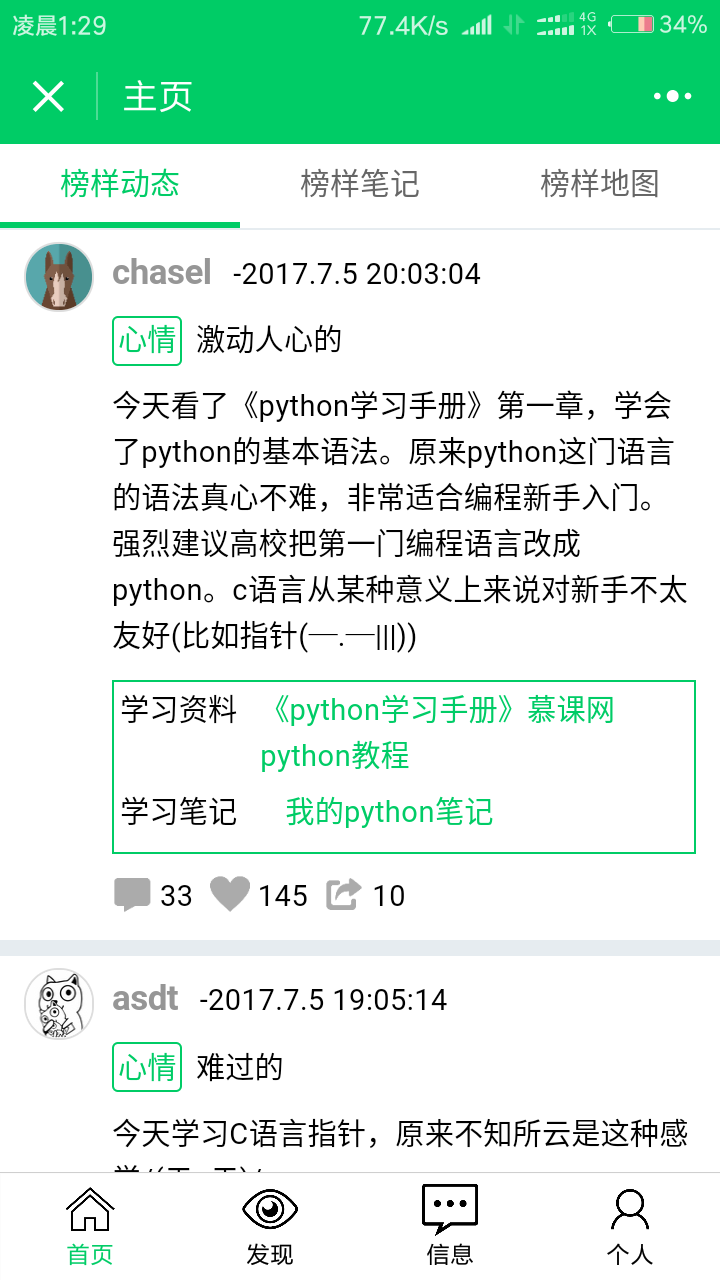 凌晨1:29 77.4K/s 4G 1X 34%
主页
榜样动态 榜样笔记 榜样地图
chasel -2017.7.5 20:03:04
心情 激动人心的
今天看了《python学习手册》第一章，学会
了python的基本语法。原来python这门语言
的语法真心不难，非常适合编程新手入门。
强烈建议高校把第一门编程语言改成
python。c语言从某种意义上来说对新手不太
友好(比如指针(—.—|||))
学习资料 《python学习手册》慕课网
python教程
学习笔记 我的python笔记
33 145 10
asdt -2017.7.5 19:05:14
心情 难过的
今天学习C语言指针，原来不知所云是这种感
首页 发现 信息 个人